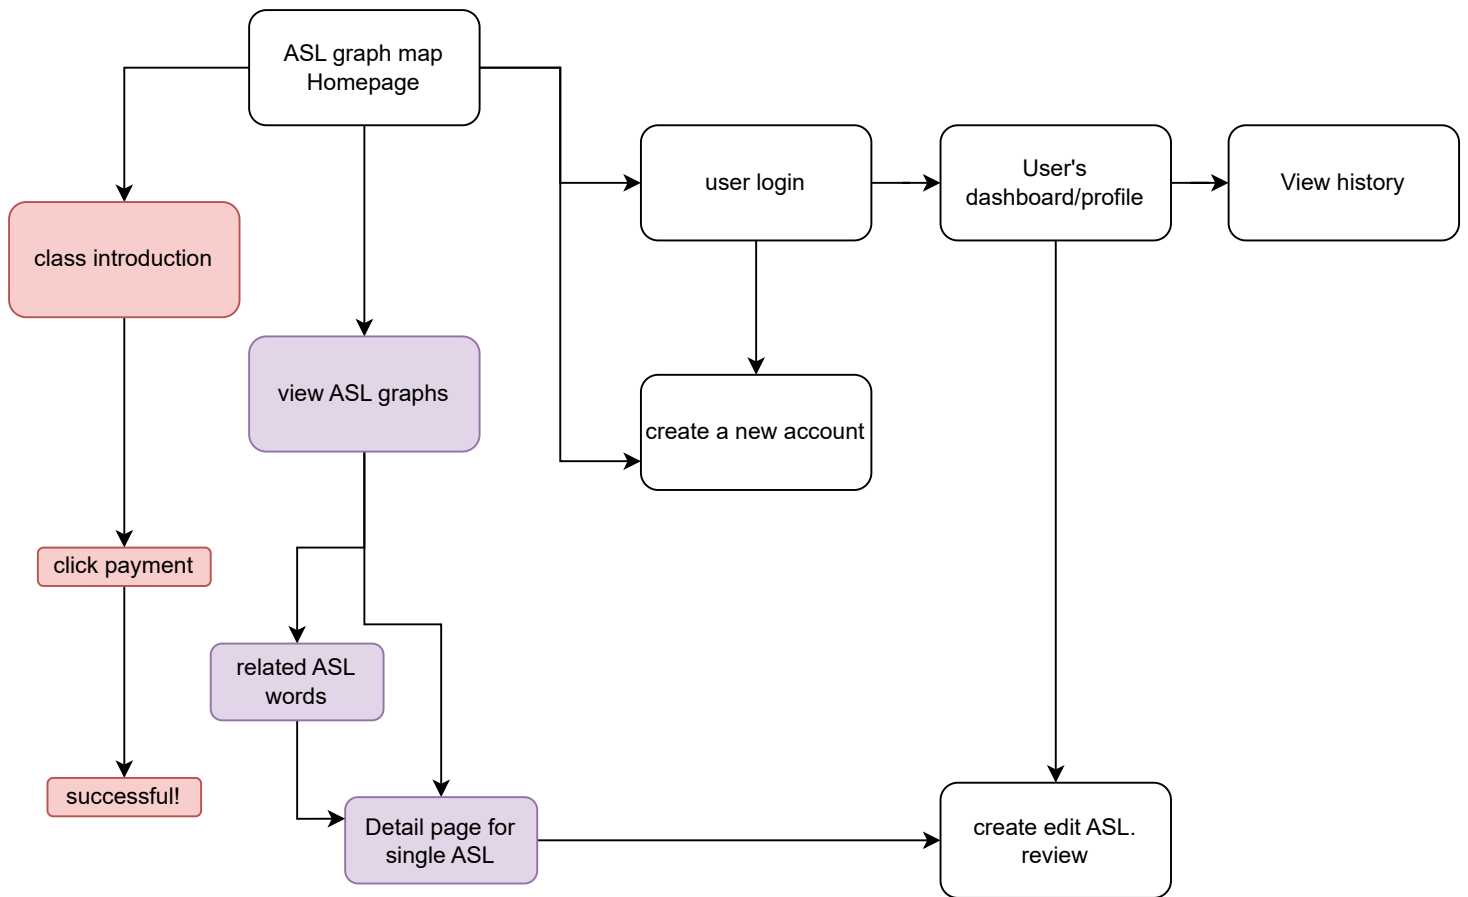 ASL graph map
Homepage
user login
User's
dashboard/profile
View history
class introduction
view ASL graphs
create a new account
click payment
related ASL
words
successful!
Detail page for
single ASL
create edit ASL.
review